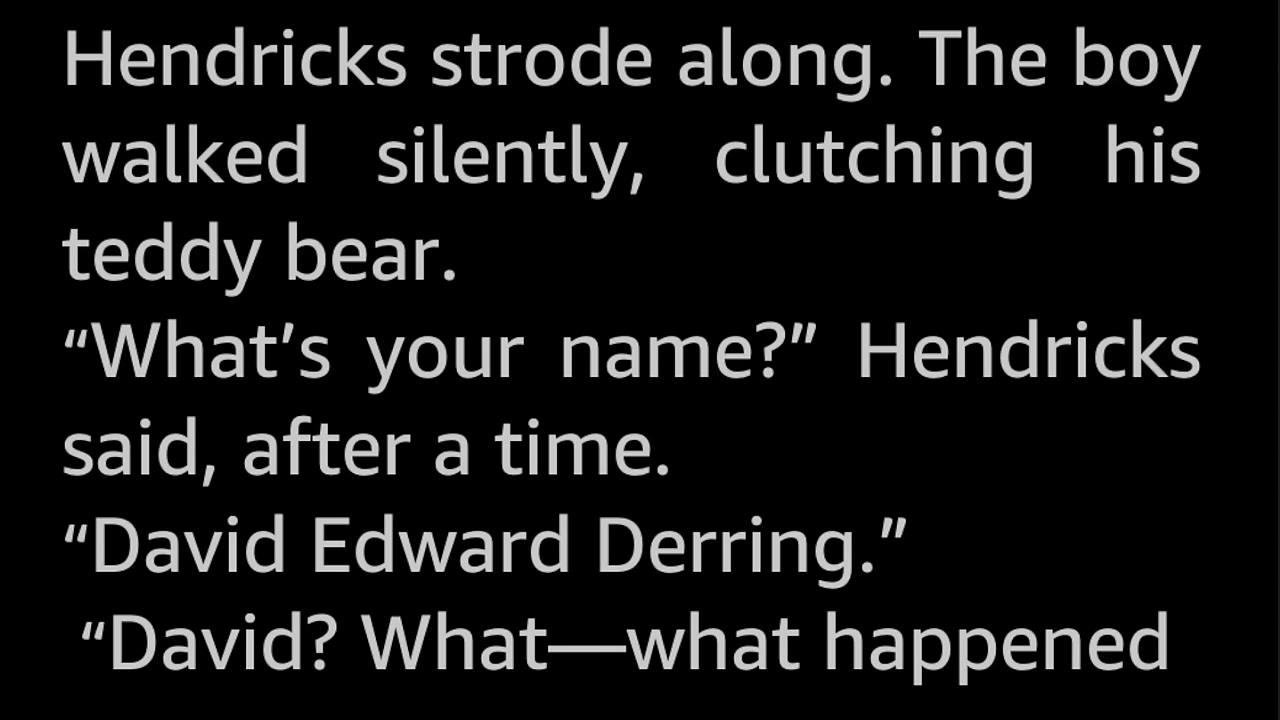 Hendricks strode along. The boy
walked silently, clutching his
teddy bear.
“What’s your name?” Hendricks
said, after a time.
“David Edward Derring.”
“David? What—what happened